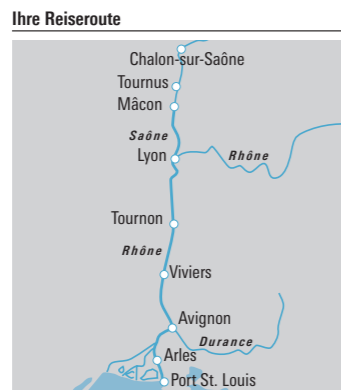 Ihre Reiseroute
Chalon-sur-Saône
Tournus
Mâcon
Saône
Lyon
Rhône
Tournon
Rhône
Viviers
Avignon
Durance
Arles
Port St. Louis